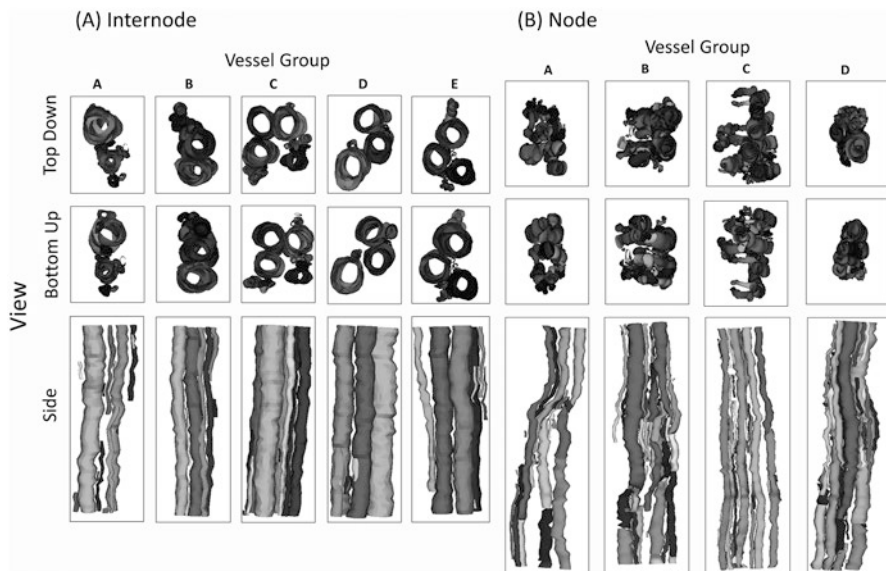 (A) Internode
(B) Node
Vessel Group
Vessel Group
A B C D E
A B C D
View
Top Down
Bottom Up
Side